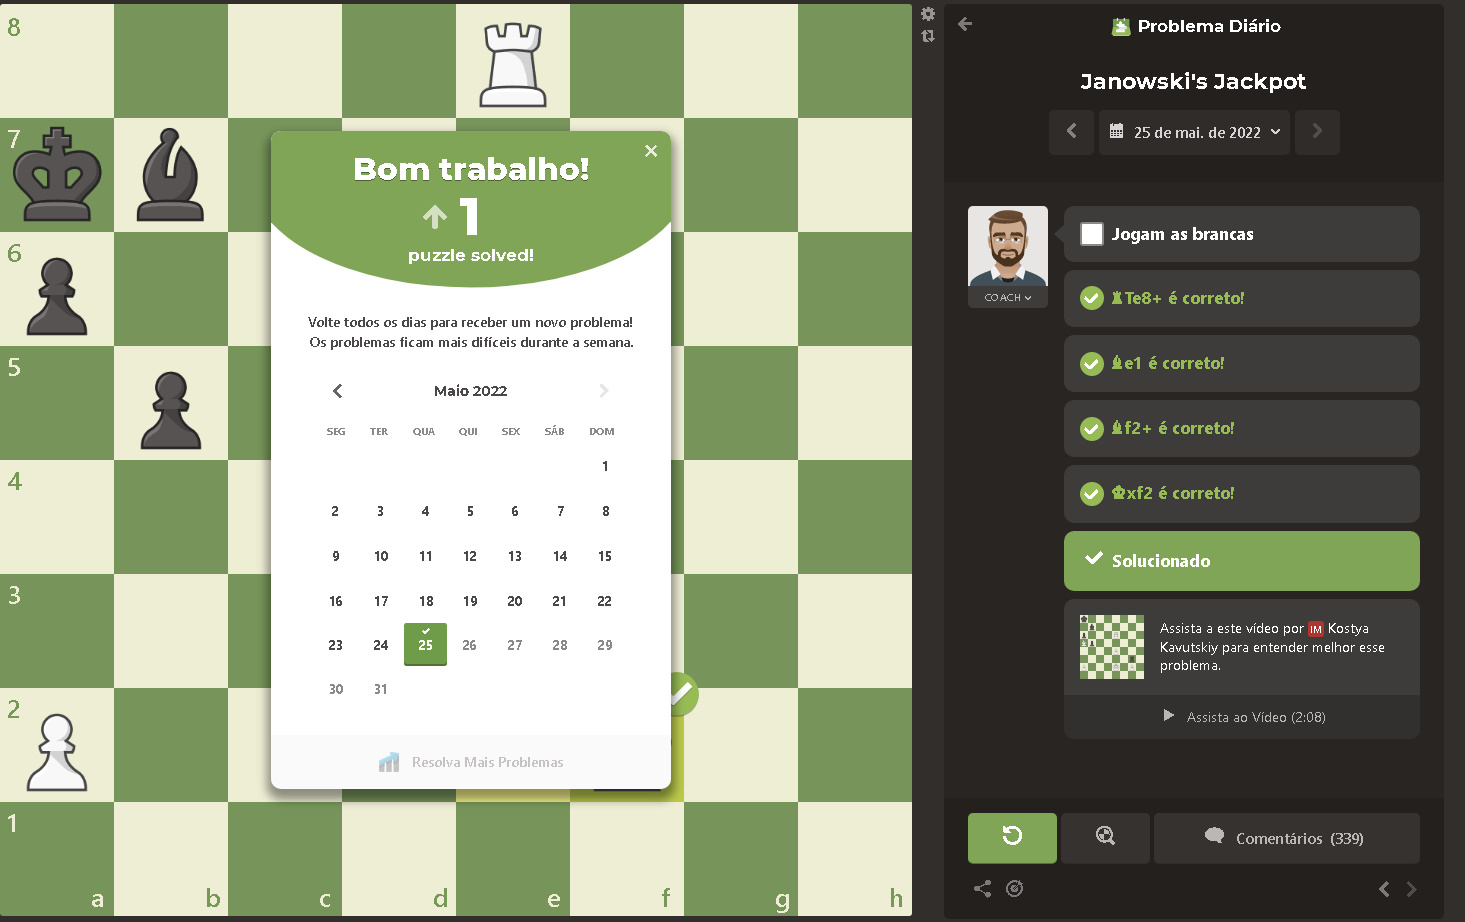 8
7
6
5
4
3
2
1
a b c d e f g h
Bom trabalho!
1
puzzle solved!
Volte todos os dias para receber um novo problema!
Os problemas ficam mais difíceis durante a semana.
Maio 2022
SEG TER QUA QUI SEX SÁB DOM
1
2 3 4 5 6 7 8
9 10 11 12 13 14 15
16 17 18 19 20 21 22
23 24 25 26 27 28 29
30 31
Resolva Mais Problemas
Problema Diário
Janowski's Jackpot
25 de mai. de 2022
COACH
Jogam as brancas
Te8+ é correto!
e1 é correto!
f2+ é correto!
xf2 é correto!
Solucionado
Assista a este vídeo por IM Kostya
Kavutskiy para entender melhor esse
problema.
Assista ao Vídeo (2:08)
Comentários (339)